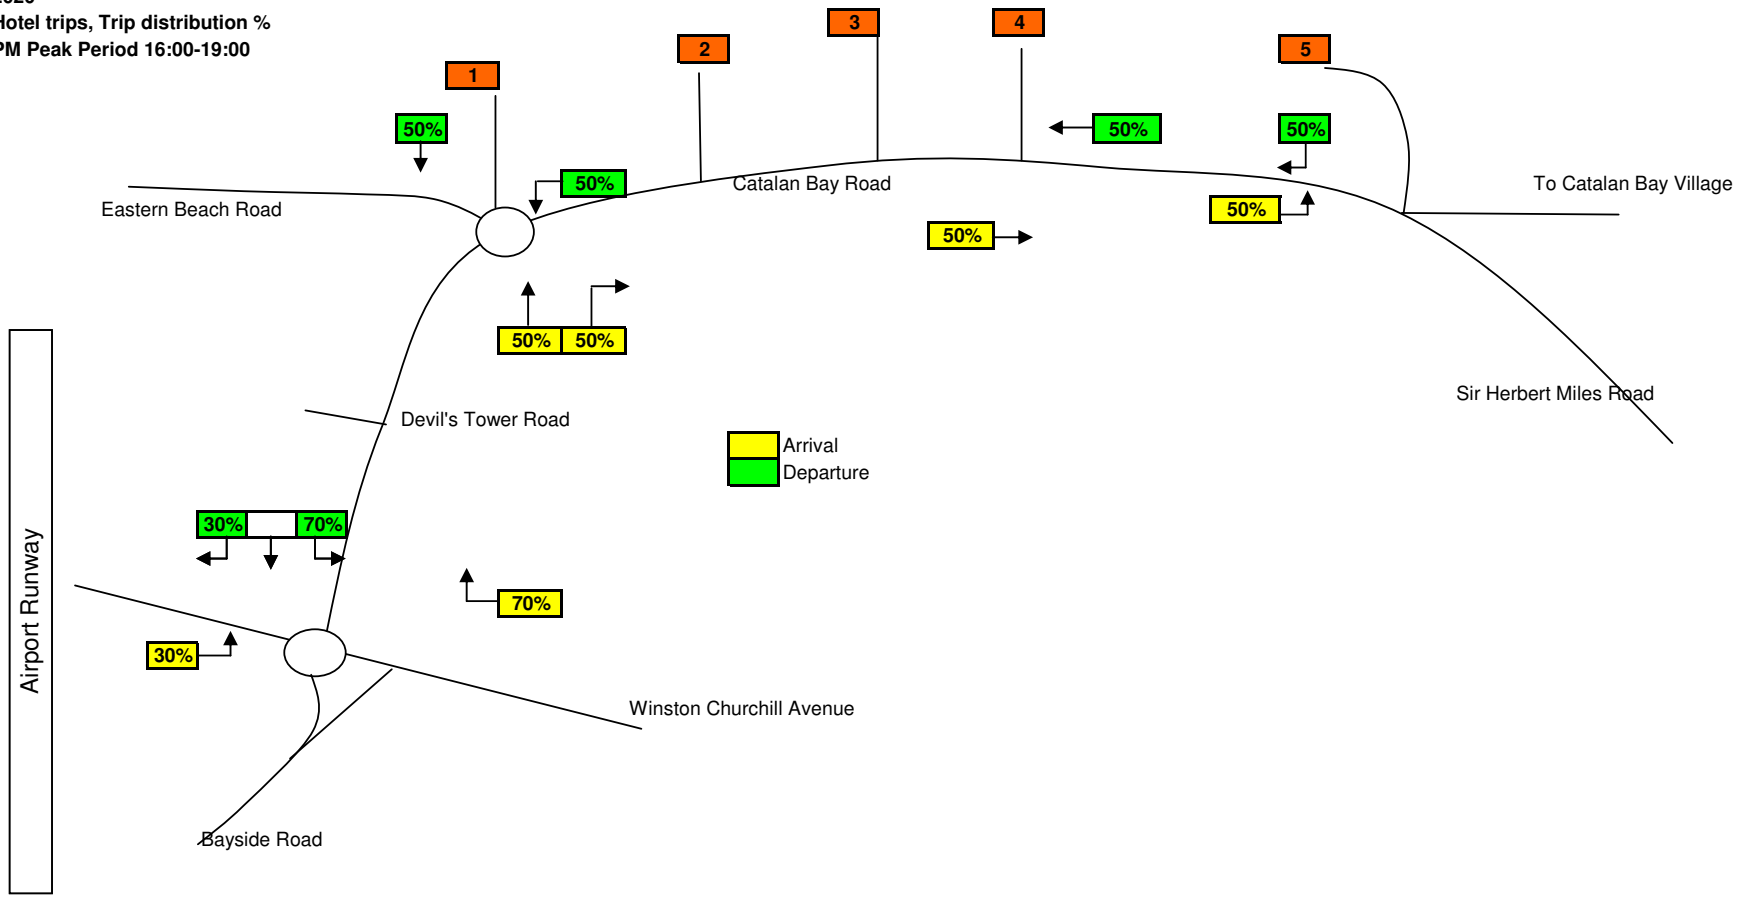 Hotel trips, Trip distribution %
PM Peak Period 16:00-19:00
1
2
3
4
5
50%
50%
50%
50%
Eastern Beach Road
Catalan Bay Road
To Catalan Bay Village
50%
50%
50% 50%
Sir Herbert Miles Road
Devil's Tower Road
Arrival
Departure
30% 70%
Airport Runway
70%
30%
Winston Churchill Avenue
Bayside Road